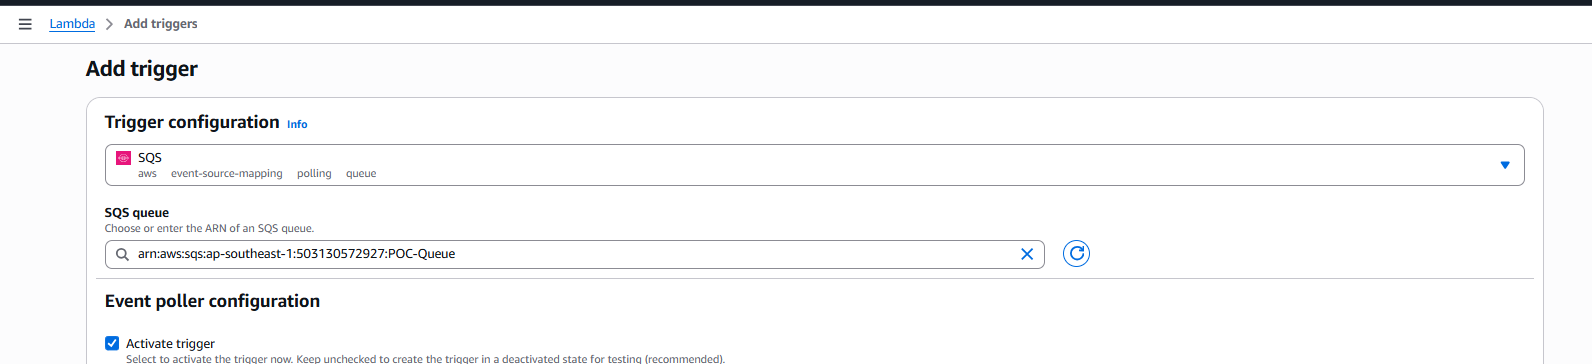 Lambda > Add triggers
Add trigger
Trigger configuration Info
SQS
aws event-source-mapping polling queue
SQS queue
Choose or enter the ARN of an SQS queue.
arn:aws:sqs:ap-southeast-1:503130572927:POC-Queue
Event poller configuration
Activate trigger
Select to activate the trigger now. Keep unchecked to create the trigger in a deactivated state for testing (recommended).